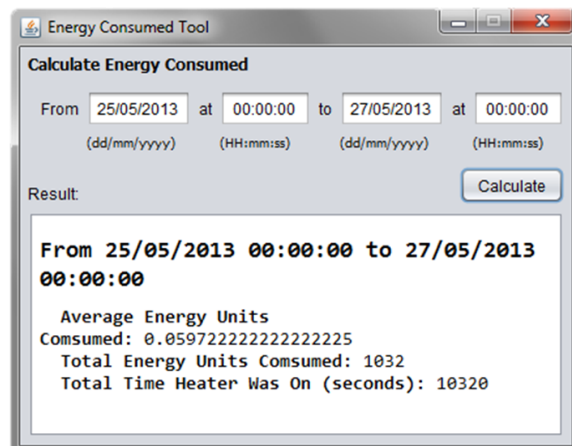 Energy Consumed Tool
Calculate Energy Consumed
From 25/05/2013 at 00:00:00 to 27/05/2013 at 00:00:00
(dd/mm/yyyy) (HH:mm:ss) (dd/mm/yyyy) (HH:mm:ss)
Calculate
Result:
From 25/05/2013 00:00:00 to 27/05/2013
00:00:00
Average Energy Units
Comsumed: 0.059722222222222225
Total Energy Units Comsumed: 1032
Total Time Heater Was On (seconds): 10320